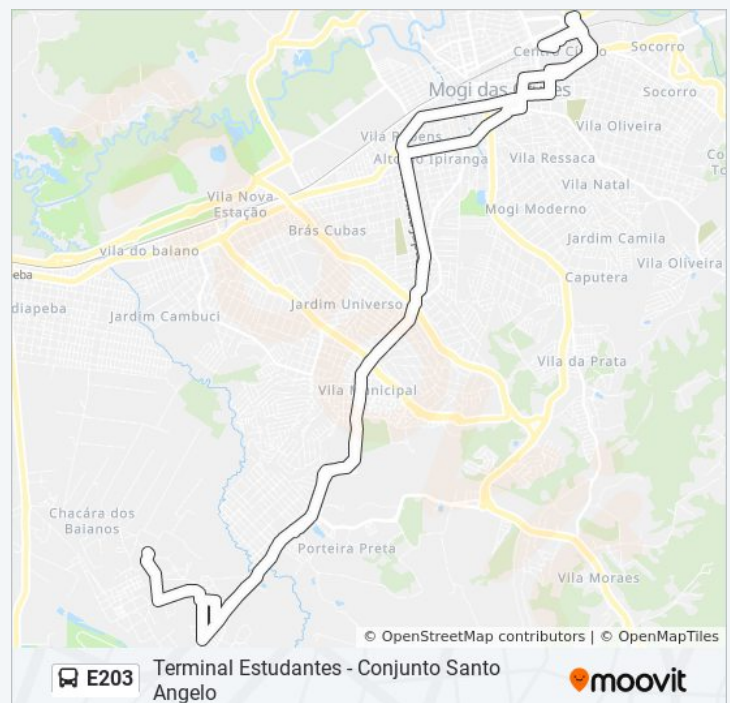 Centro Cívico
Socorro
Mogi das Cruzes
Socorro
Vila Oliveira
Vila Rubens
Alto do Ipiranga
Vila Ressaca
Vila Natal
Vila Nova
Estação
Mogi Moderno
Brás Cubas
Jardim Camila
vila do baiano
Vila Oliveira
eba
Caputera
diapeba
Jardim Universo
Jardim Cambuci
Vila da Prata
Vila Municipal
Chacára dos
Baianos
Porteira Preta
Vila Moraes
© OpenStreetMap contributors | © OpenMapTiles
E203
Terminal Estudantes - Conjunto Santo
Angelo
moovit